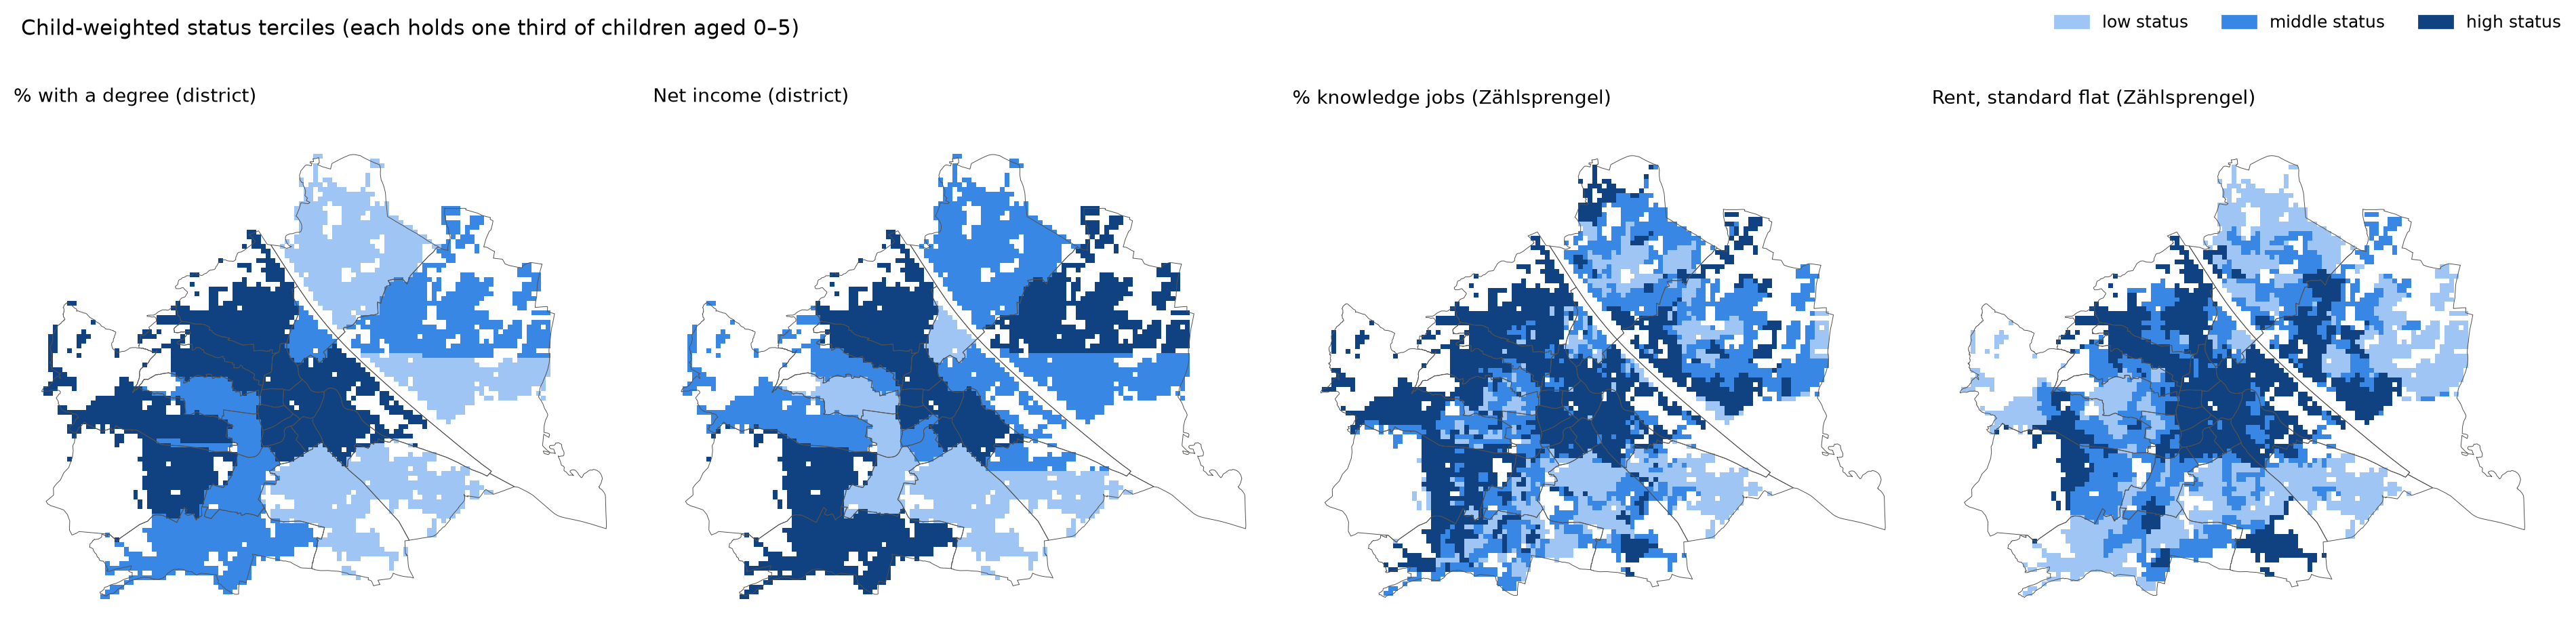 Child-weighted status terciles (each holds one third of children aged 0–5)
low status
middle status
high status
% with a degree (district)
Net income (district)
% knowledge jobs (Zählsprengel)
Rent, standard flat (Zählsprengel)